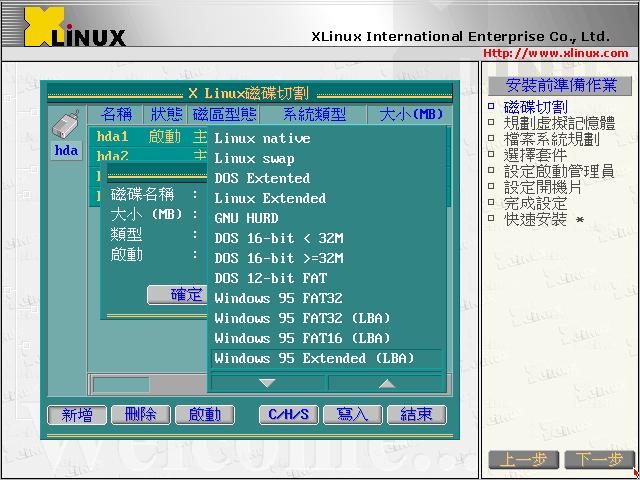 XLinux
XLinux International Enterprise Co., Ltd.
Http://www.xlinux.com
X Linux磁碟切割
名稱 狀態 磁區型態 系統類型 大小(MB)
hda
hda1 啟動 主
hda2 主
磁碟名稱 :
大小 (MB) :
類型 :
啟動 :
確定
Linux native
Linux swap
DOS Extented
Linux Extended
GNU HURD
DOS 16-bit < 32M
DOS 16-bit >=32M
DOS 12-bit FAT
Windows 95 FAT32
Windows 95 FAT32 (LBA)
Windows 95 FAT16 (LBA)
Windows 95 Extended (LBA)
新增 刪除 啟動 C/H/S 寫入 結束
安裝前準備作業
磁碟切割
規劃虛擬記憶體
檔案系統規劃
選擇套件
設定啟動管理員
設定開機片
完成設定
快速安裝 *
上一步 下一步
welcome...